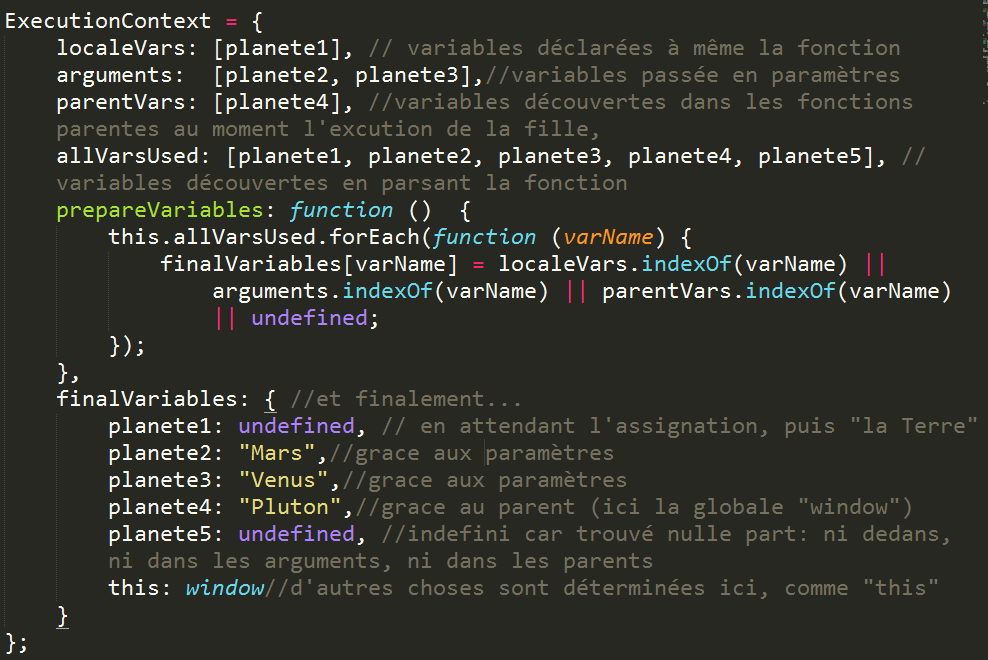 ExecutionContext = {
    localeVars: [planete1], // variables déclarées à même la fonction
    arguments:  [planete2, planete3],//variables passée en paramètres
    parentVars: [planete4], //variables découvertes dans les fonctions
    parentes au moment l'excution de la fille,
    allVarsUsed: [planete1, planete2, planete3, planete4, planete5], //
    variables découvertes en parsant la fonction
    prepareVariables: function ()  {
        this.allVarsUsed.forEach(function (varName) {
            finalVariables[varName] = localeVars.indexOf(varName) ||
                arguments.indexOf(varName) || parentVars.indexOf(varName)
                || undefined;
        });
    },
    finalVariables: { //et finalement...
        planete1: undefined, // en attendant l'assignation, puis "la Terre"
        planete2: "Mars",//grace aux paramètres
        planete3: "Venus",//grace aux paramètres
        planete4: "Pluton",//grace au parent (ici la globale "window")
        planete5: undefined, //indefini car trouvé nulle part: ni dedans,
        ni dans les arguments, ni dans les parents
        this: window//d'autres choses sont déterminées ici, comme "this"
    }
};